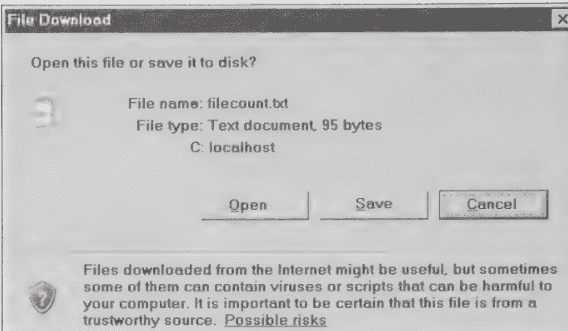 File Download
Open this file or save it to disk?
File name: filecount.txt
File type: Text document, 95 bytes
C: localhost
Open Save Cancel
Files downloaded from the Internet might be useful, but sometimes
some of them can contain viruses or scripts that can be harmful to
your computer. It is important to be certain that this file is from a
trustworthy source. Possible risks